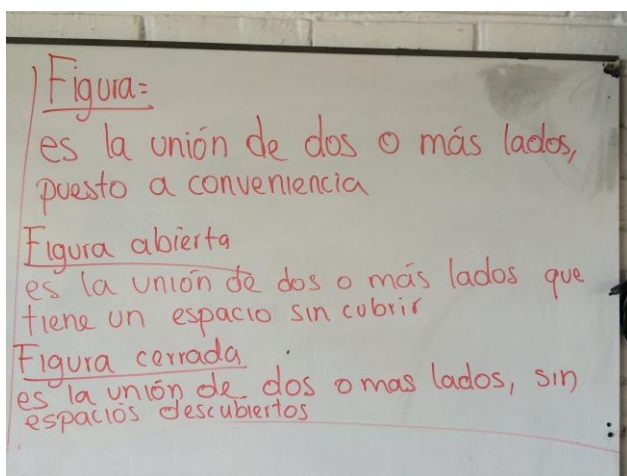 Figura=
es la unión de dos o más lados,
puesto a conveniencia
Figura abierta
es la unión de dos o más lados que
tiene un espacio sin cubrir
Figura cerrada
es la unión de dos o mas lados, sin
espacios descubiertos